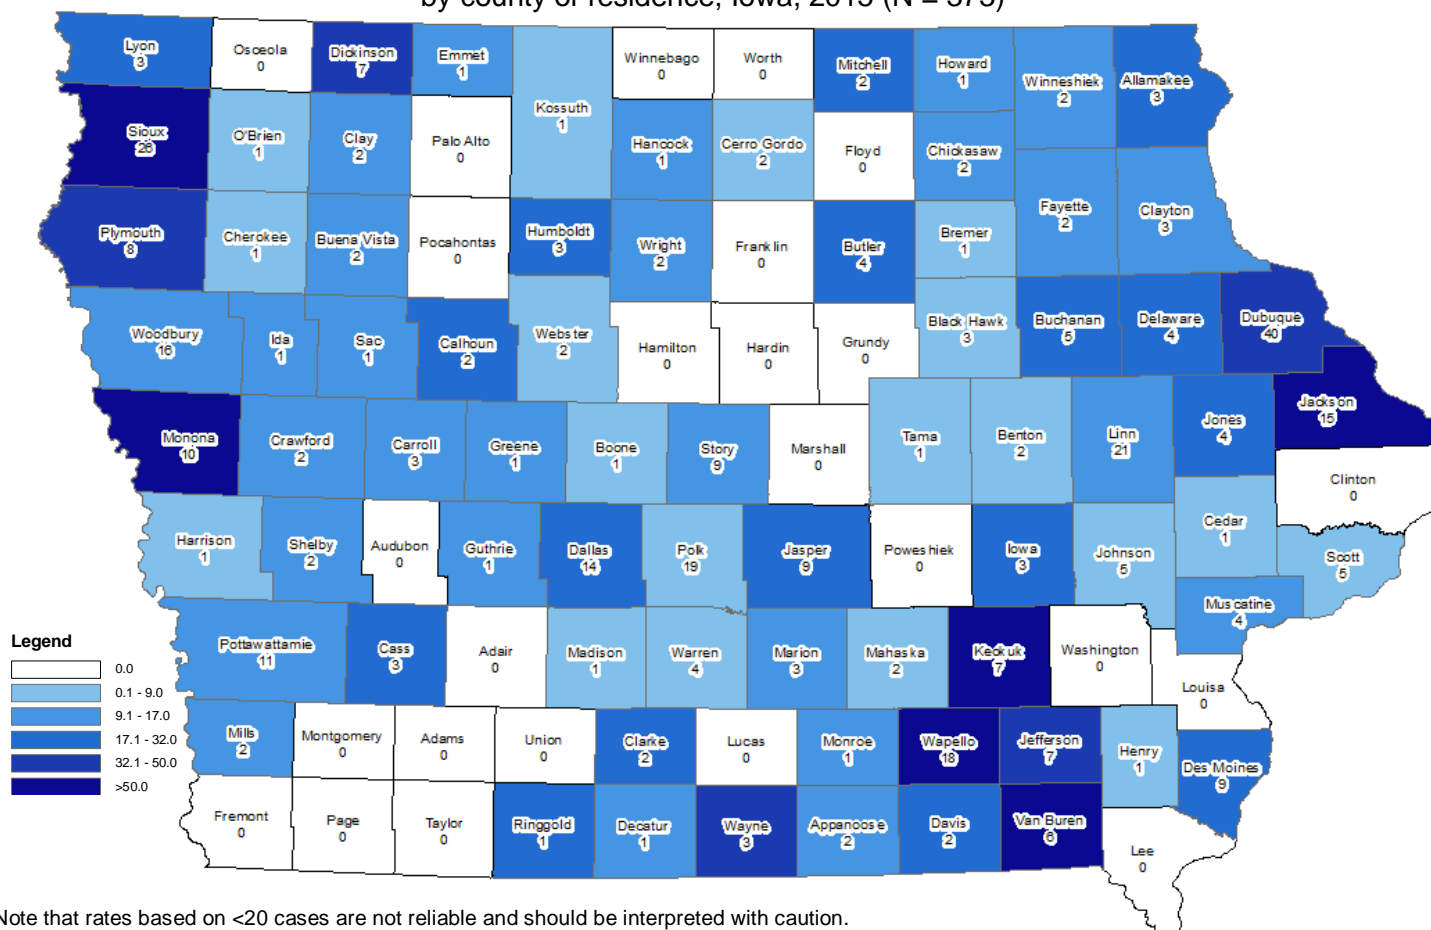 by county of residence, Iowa, 2015 (N = 375)
Lyon
3
Osceola
0
Dickinson
7
Emmet
1
Kossuth
1
Winnebago
0
Worth
0
Mitchell
2
Howard
1
Winneshiek
2
Allamakee
3
Sioux
26
O'Brien
1
Clay
2
Palo Alto
0
Hancock
1
Cerro Gordo
2
Floyd
0
Chickasaw
2
Fayette
2
Clayton
3
Plymouth
8
Cherokee
1
Buena Vista
2
Pocahontas
0
Humboldt
3
Wright
2
Franklin
0
Butler
4
Bremer
1
Woodbury
16
Ida
1
Sac
1
Calhoun
2
Webster
2
Hamilton
0
Hardin
0
Grundy
0
Black Hawk
3
Buchanan
5
Delaware
4
Dubuque
40
Monona
10
Crawford
2
Carroll
3
Greene
1
Boone
1
Story
9
Marshall
0
Tama
1
Benton
2
Linn
21
Jones
4
Jackson
15
Clinton
0
Harrison
1
Shelby
2
Audubon
0
Guthrie
1
Dallas
14
Polk
19
Jasper
9
Poweshiek
0
Iowa
3
Johnson
5
Cedar
1
Scott
5
Muscatine
4
Pottawattamie
11
Cass
3
Adair
0
Madison
1
Warren
4
Marion
3
Mahaska
2
Keokuk
7
Washington
0
Louisa
0
Mills
2
Montgomery
0
Adams
0
Union
0
Clarke
2
Lucas
0
Monroe
1
Wapello
18
Jefferson
7
Henry
1
Des Moines
9
Fremont
0
Page
0
Taylor
0
Ringgold
1
Decatur
1
Wayne
3
Appanoose
2
Davis
2
Van Buren
6
Lee
0
Legend
0.0
0.1 - 9.0
9.1 - 17.0
17.1 - 32.0
32.1 - 50.0
>50.0
Note that rates based on <20 cases are not reliable and should be interpreted with caution.